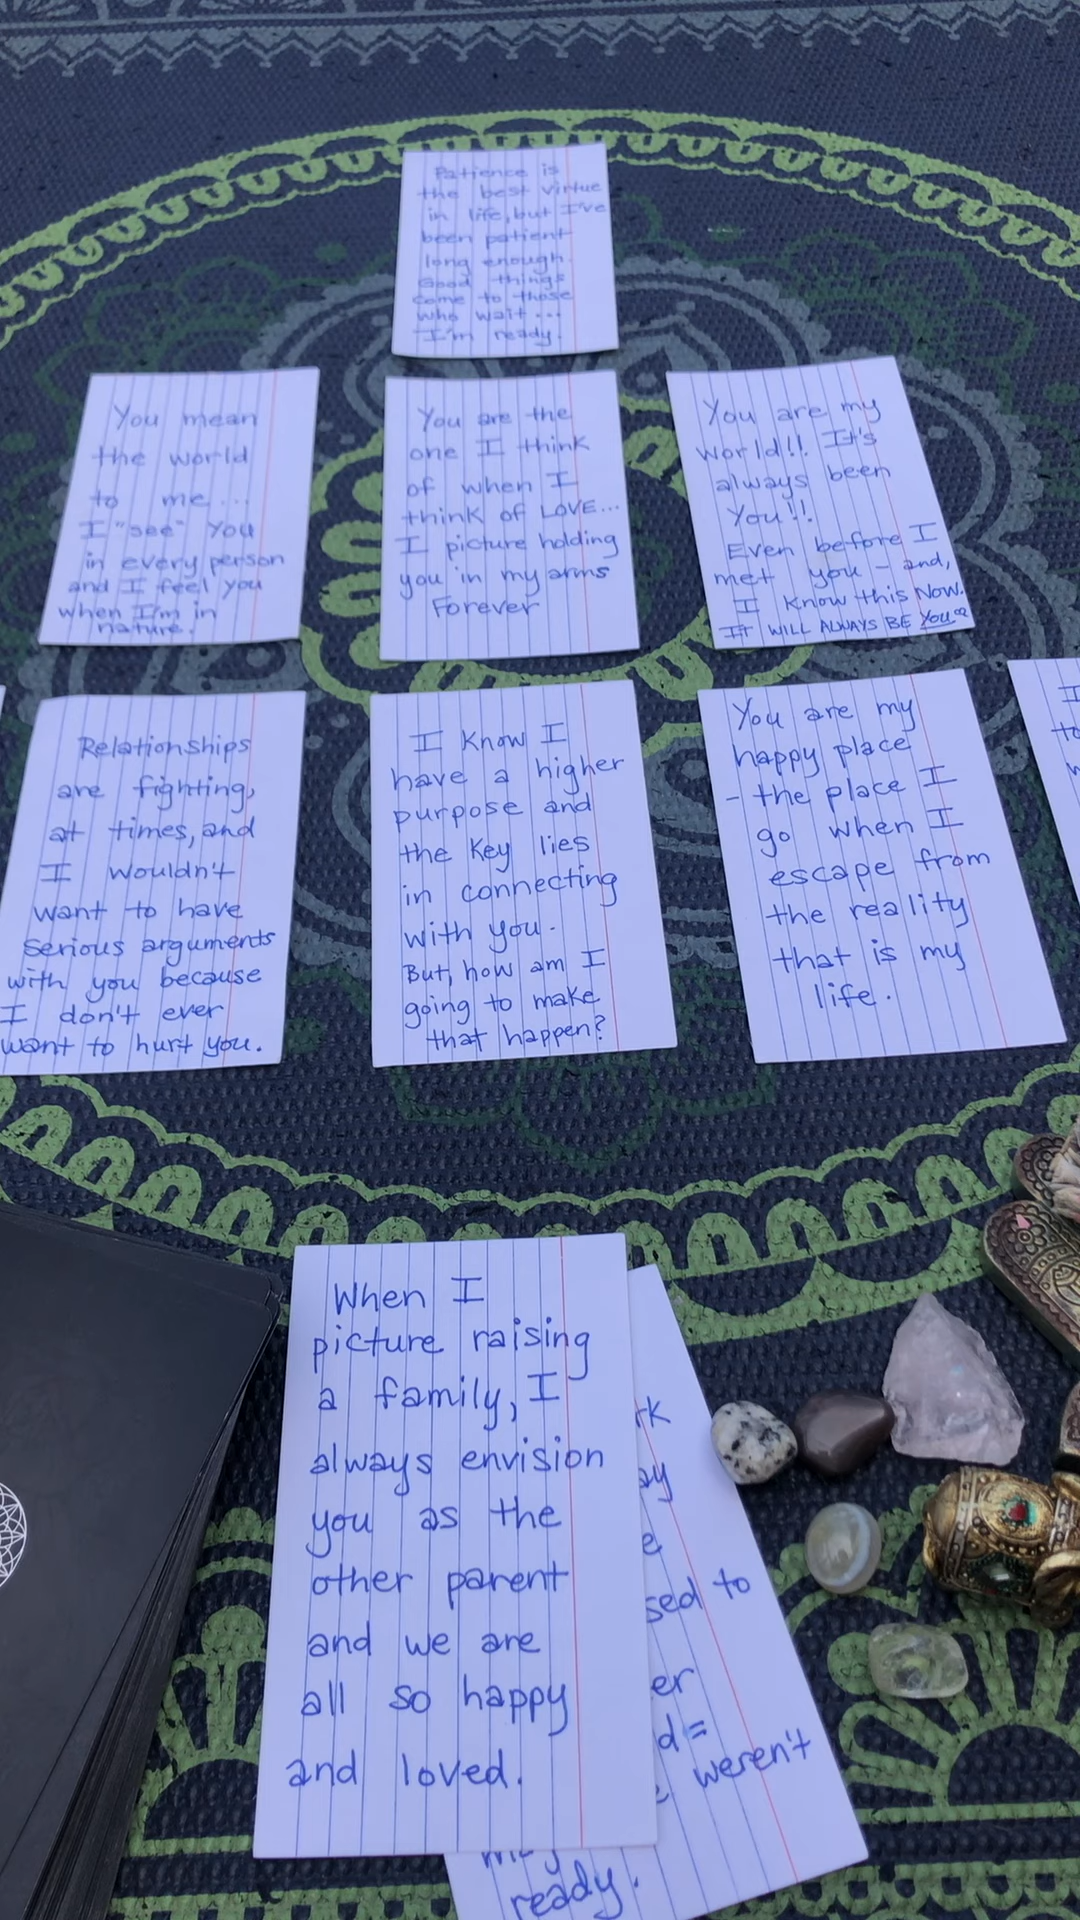 Patience is
the best virtue
in life, but I've
been patient
long enough.
Good things
come to those
who wait...
I'm ready.
You mean
the world
to me...
I "see" you
in every person
and I feel you
when I'm in
nature.
You are the
one I think
of when I
think of LOVE...
I picture holding
you in my arms
Forever
You are my
world!! It's
always been
You!!
Even before I
met you - and,
I know this Now.
It WILL ALWAYS BE You
Relationships
are fighting,
at times, and
I wouldn't
want to have
serious arguments
with you because
I don't ever
want to hurt you.
I know I
have a higher
purpose and
the key lies
in connecting
with you.
But, how am I
going to make
that happen?
You are my
happy place
- the place I
go when I
escape from
the reality
that is my
life.
I
to
When I
picture raising
a family, I
always envision
you as the
other parent
and we are
all so happy
and loved.
rk
ay
e
sed to
er
d=
weren't
ready.